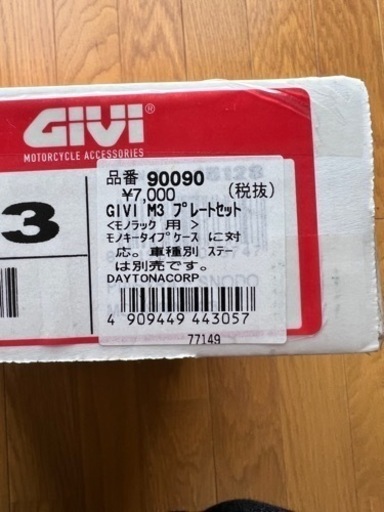 GIVI®
MOTORCYCLE ACCESSORIES
3
品番 90090
¥7,000 (税抜)
GIVI M3 プレートセット
<モノラック 用 >
モノキータイプケース に対
応。車種別 ステー
は別売です。
DAYTONACORP
4 909449 443057
77149